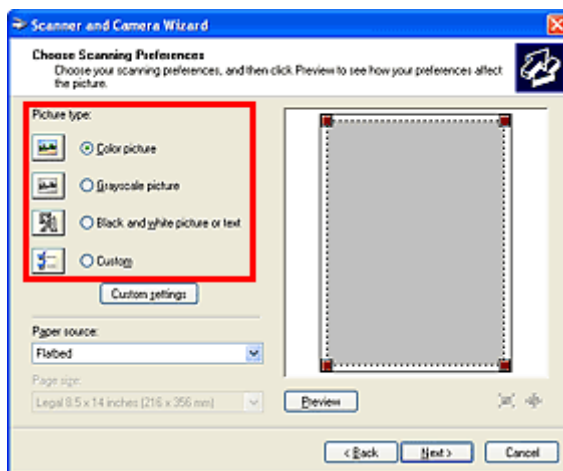 Scanner and Camera Wizard
Choose Scanning Preferences
Choose your scanning preferences, and then click Preview to see how your preferences affect
the picture.
Picture type:
Color picture
Grayscale picture
Black and white picture or text
Custom
Custom settings
Paper source:
Flatbed
Page size:
Legal 8.5 x 14 inches (216 x 356 mm)
Preview
< Back
Next >
Cancel